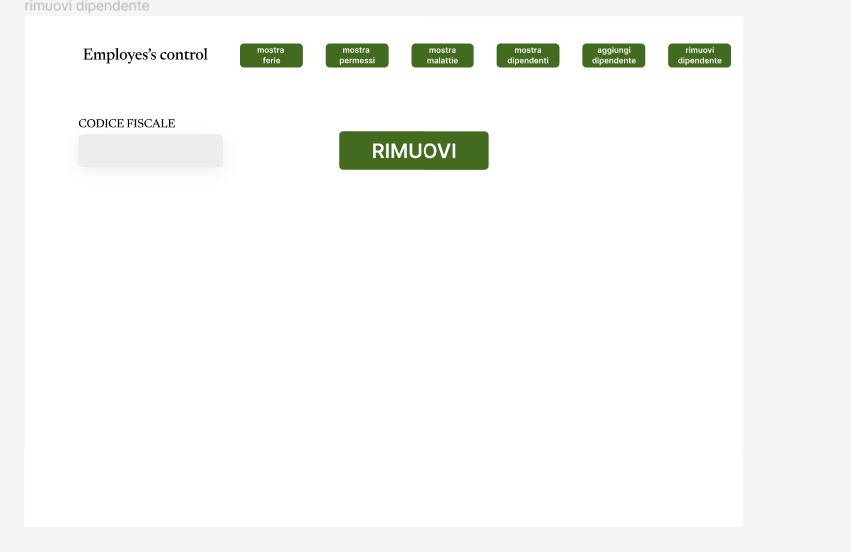 rimuovi dipendente
Employes's control
mostra
ferie
mostra
permessi
mostra
malattie
mostra
dipendenti
aggiungi
dipendente
rimuovi
dipendente
CODICE FISCALE
RIMUOVI